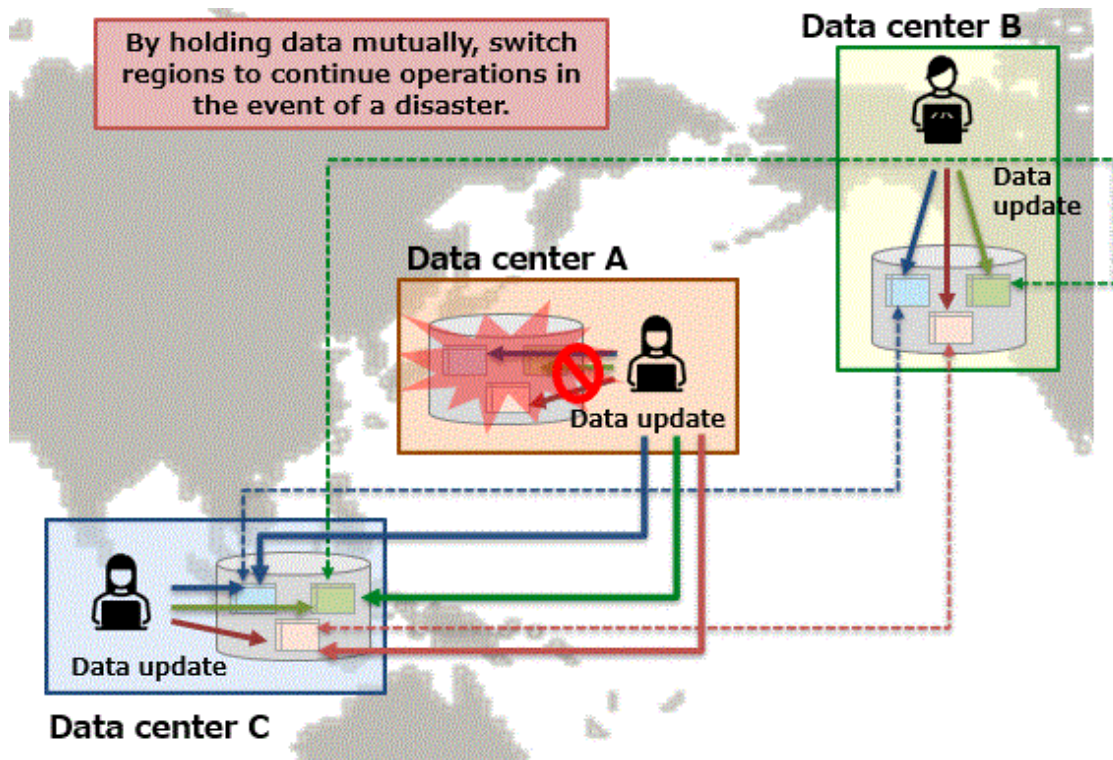 By holding data mutually, switch
regions to continue operations in
the event of a disaster.
Data center B
Data
update
Data center A
Data update
Data update
Data center C